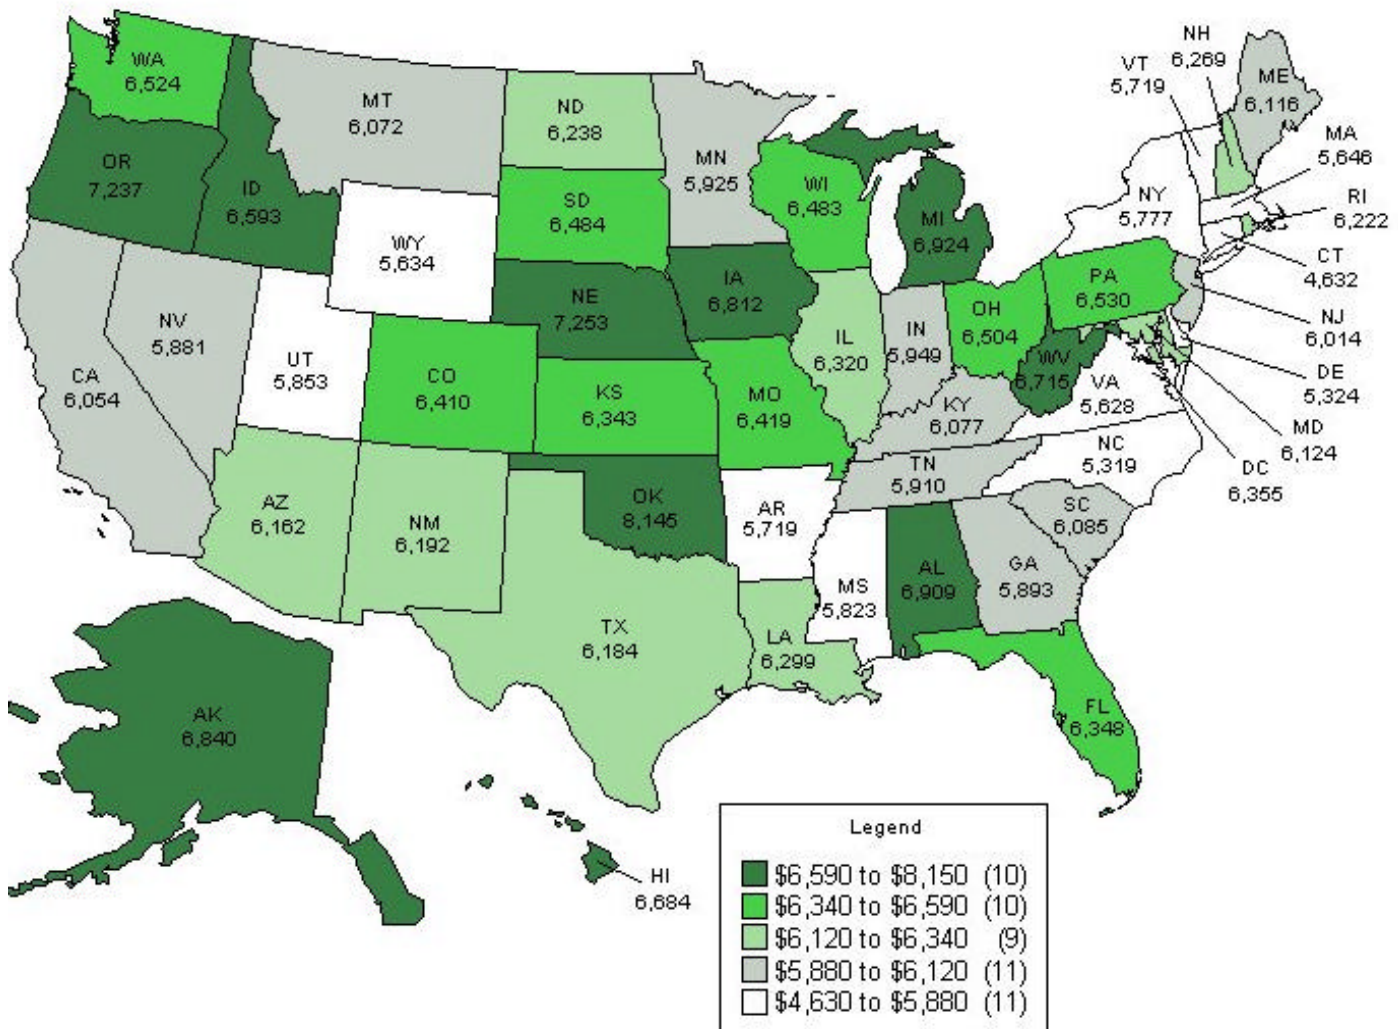 WA
6,524
OR
7,237
ID
6,593
MT
6,072
ND
6,238
MN
5,925
SD
6,484
WI
6,483
MI
6,924
WY
5,634
NE
7,253
IA
6,812
CA
6,054
NV
5,881
UT
5,853
CO
6,410
KS
6,343
MO
6,419
IL
6,320
IN
5,949
OH
6,504
PA
6,530
NY
5,777
VT
5,719
NH
6,269
ME
6,116
MA
5,646
RI
6,222
CT
4,632
NJ
6,014
DE
5,324
MD
6,124
DC
6,355
WV
6,715
VA
5,628
KY
6,077
NC
5,319
TN
5,910
SC
6,085
AZ
6,162
NM
6,192
OK
8,145
AR
5,719
TX
6,184
LA
6,299
MS
5,823
AL
6,909
GA
5,893
FL
6,348
AK
6,840
HI
6,684
Legend
$6,590 to $8,150 (10)
$6,340 to $6,590 (10)
$6,120 to $6,340 (9)
$5,880 to $6,120 (11)
$4,630 to $5,880 (11)